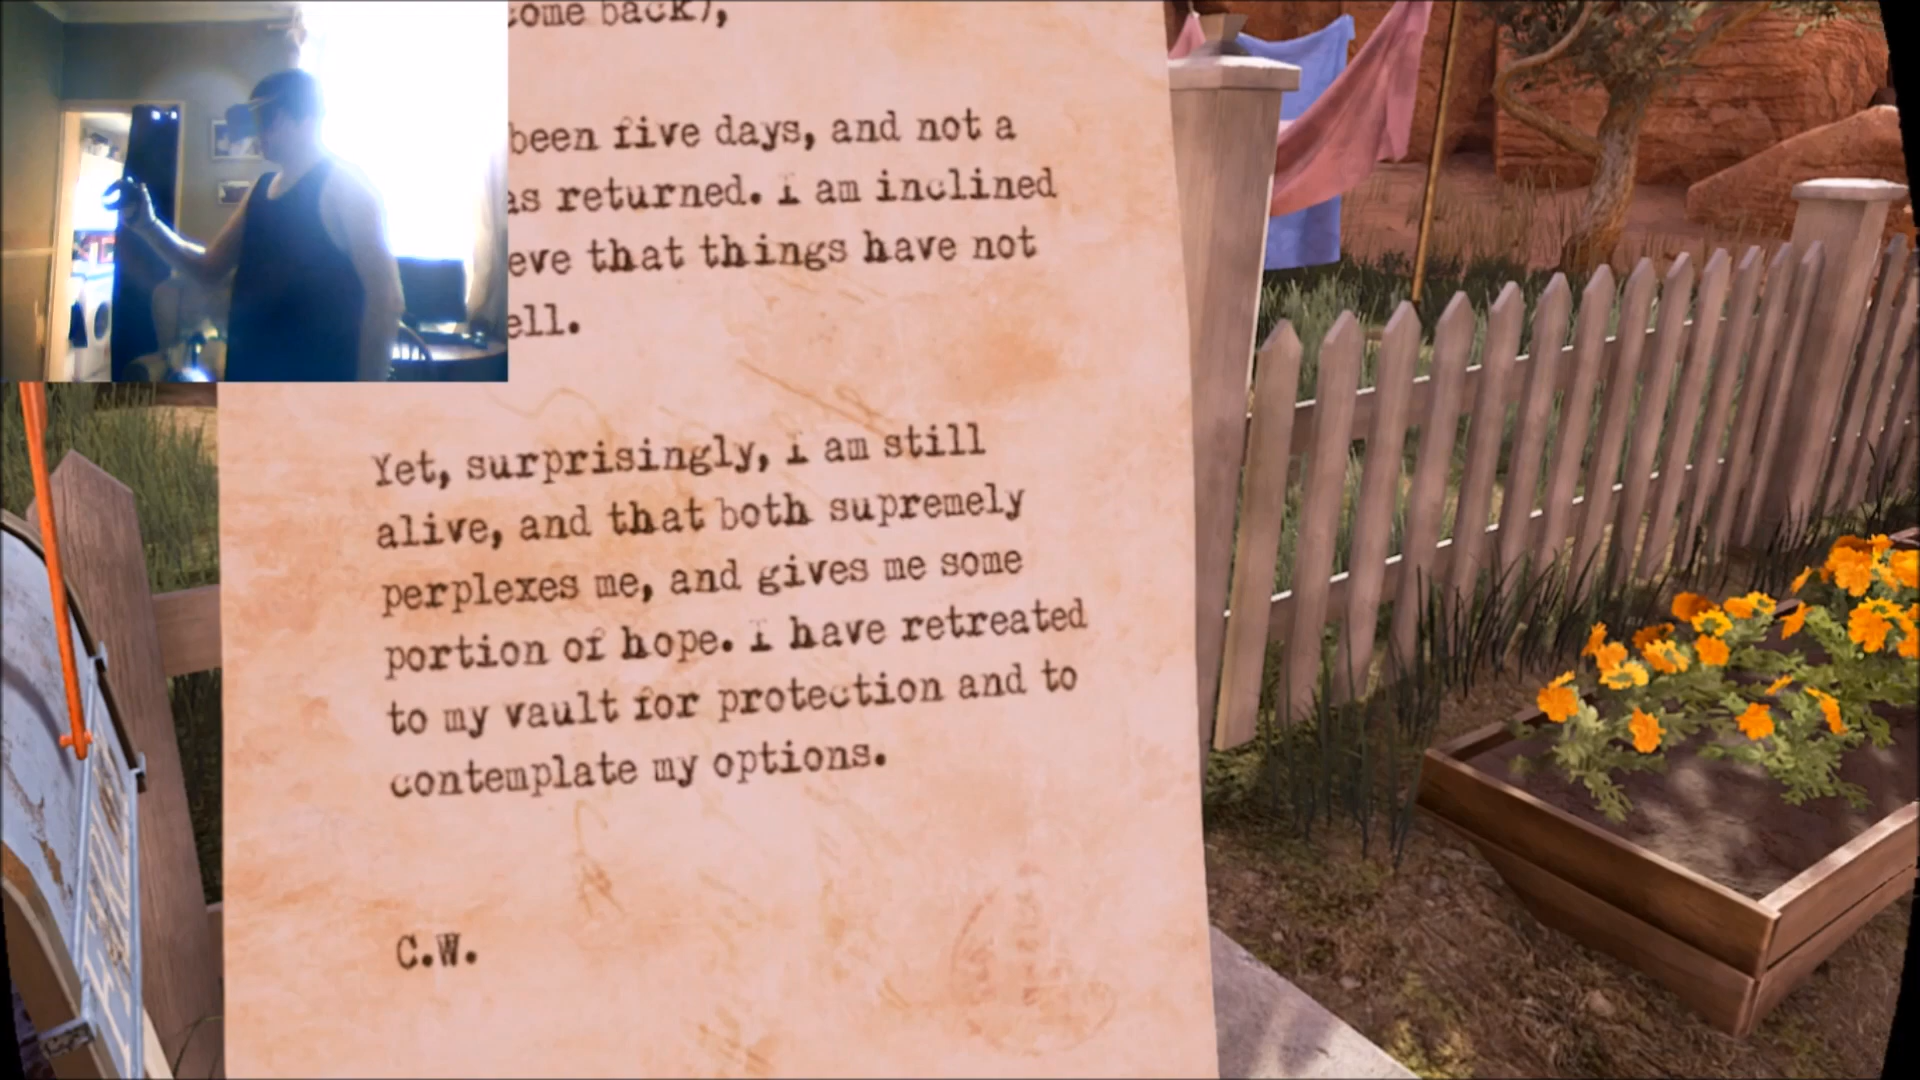 come back),
been five days, and not a
as returned. I am inclined
eve that things have not
ell.
Yet, surprisingly, I am still
alive, and that both supremely
perplexes me, and gives me some
portion of hope. I have retreated
to my vault for protection and to
contemplate my options.
C.W.